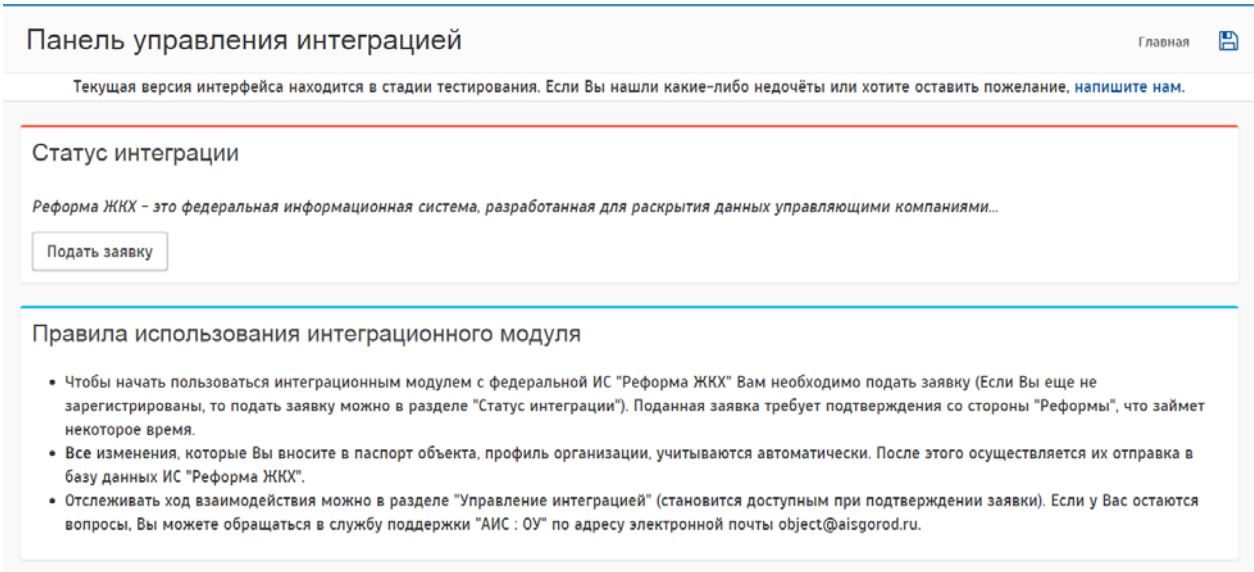 Панель управления интеграцией
Главная
Текущая версия интерфейса находится в стадии тестирования. Если Вы нашли какие-либо недочёты или хотите оставить пожелание, напишите нам.
Статус интеграции
Реформа ЖКХ - это федеральная информационная система, разработанная для раскрытия данных управляющими компаниями...
Подать заявку
Правила использования интеграционного модуля
• Чтобы начать пользоваться интеграционным модулем с федеральной ИС "Реформа ЖКХ" Вам необходимо подать заявку (Если Вы еще не
зарегистрированы, то подать заявку можно в разделе "Статус интеграции"). Поданная заявка требует подтверждения со стороны "Реформы", что займет
некоторое время.
• Все изменения, которые Вы вносите в паспорт объекта, профиль организации, учитываются автоматически. После этого осуществляется их отправка в
базу данных ИС "Реформа ЖКХ".
• Отслеживать ход взаимодействия можно в разделе "Управление интеграцией" (становится доступным при подтверждении заявки). Если у Вас остаются
вопросы, Вы можете обращаться в службу поддержки "АИС : ОУ" по адресу электронной почты object@aisgorod.ru.